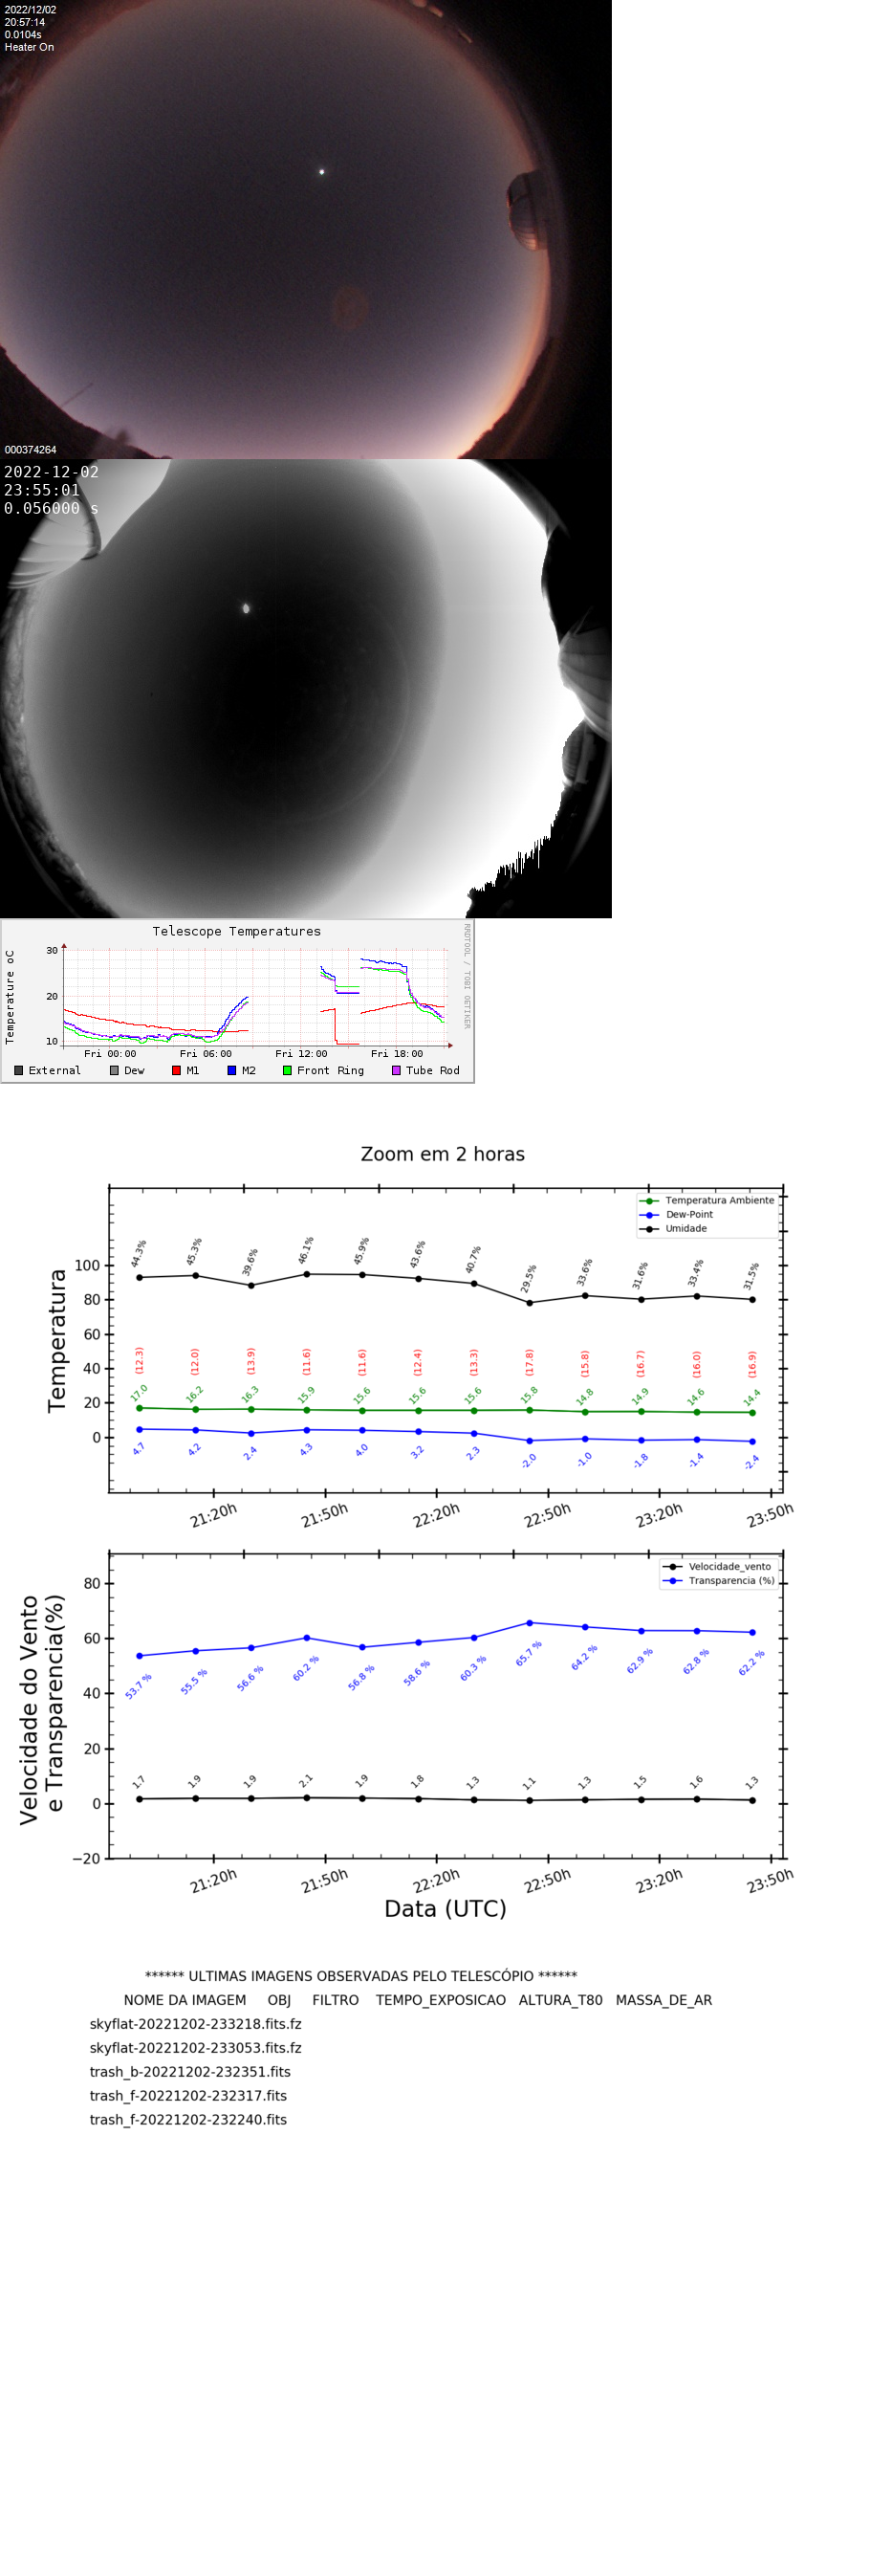 2022/12/02
20:57:14
0.0104s
Heater On
000374264
2022-12-02
23:55:01
0.056000 s
Telescope Temperatures
RRDTOOL / TOBI OETIKER
Temperature oC
30
20
10
Fri 00:00 Fri 06:00 Fri 12:00 Fri 18:00
External Dew M1 M2 Front Ring Tube Rod
Zoom em 2 horas
Temperatura Ambiente
Dew-Point
Umidade
Temperatura
100
80
60
40
20
0
44.3% 45.3% 39.6% 46.1% 45.9% 43.6% 40.7% 29.5% 33.6% 31.6% 33.4% 31.5%
(12.3) (12.0) (13.9) (11.6) (11.6) (12.4) (13.3) (17.8) (15.8) (16.7) (16.0) (16.9)
17.0 16.2 16.3 15.9 15.6 15.6 15.6 15.8 14.8 14.9 14.6 14.4
4.7 4.2 2.4 4.3 4.0 3.2 2.3 -2.0 -1.0 -1.8 -1.4 -2.4
21:20h 21:50h 22:20h 22:50h 23:20h 23:50h
Velocidade_vento
Transparencia (%)
Velocidade do Vento
e Transparencia(%)
80
60
40
20
0
−20
53.7 % 55.5 % 56.6 % 60.2 % 56.8 % 58.6 % 60.3 % 65.7 % 64.2 % 62.9 % 62.8 % 62.2 %
1.7 1.9 1.9 2.1 1.9 1.8 1.3 1.1 1.3 1.5 1.6 1.3
21:20h 21:50h 22:20h 22:50h 23:20h 23:50h
Data (UTC)
****** ULTIMAS IMAGENS OBSERVADAS PELO TELESCÓPIO ******
NOME DA IMAGEM OBJ FILTRO TEMPO_EXPOSICAO ALTURA_T80 MASSA_DE_AR
skyflat-20221202-233218.fits.fz
skyflat-20221202-233053.fits.fz
trash_b-20221202-232351.fits
trash_f-20221202-232317.fits
trash_f-20221202-232240.fits